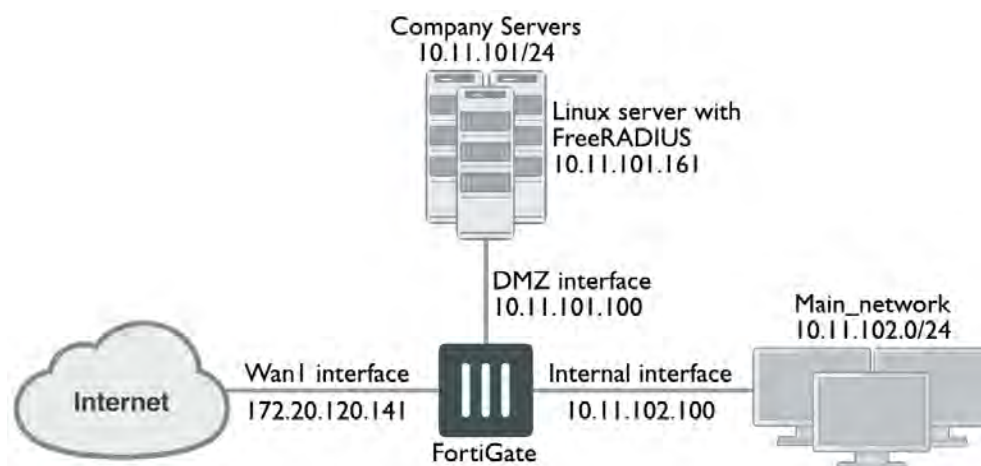 Company Servers
10.11.101/24
Linux server with
FreeRADIUS
10.11.101.161
DMZ interface
10.11.101.100
Main_network
10.11.102.0/24
Internet
Wan1 interface
172.20.120.141
Internal interface
10.11.102.100
FortiGate